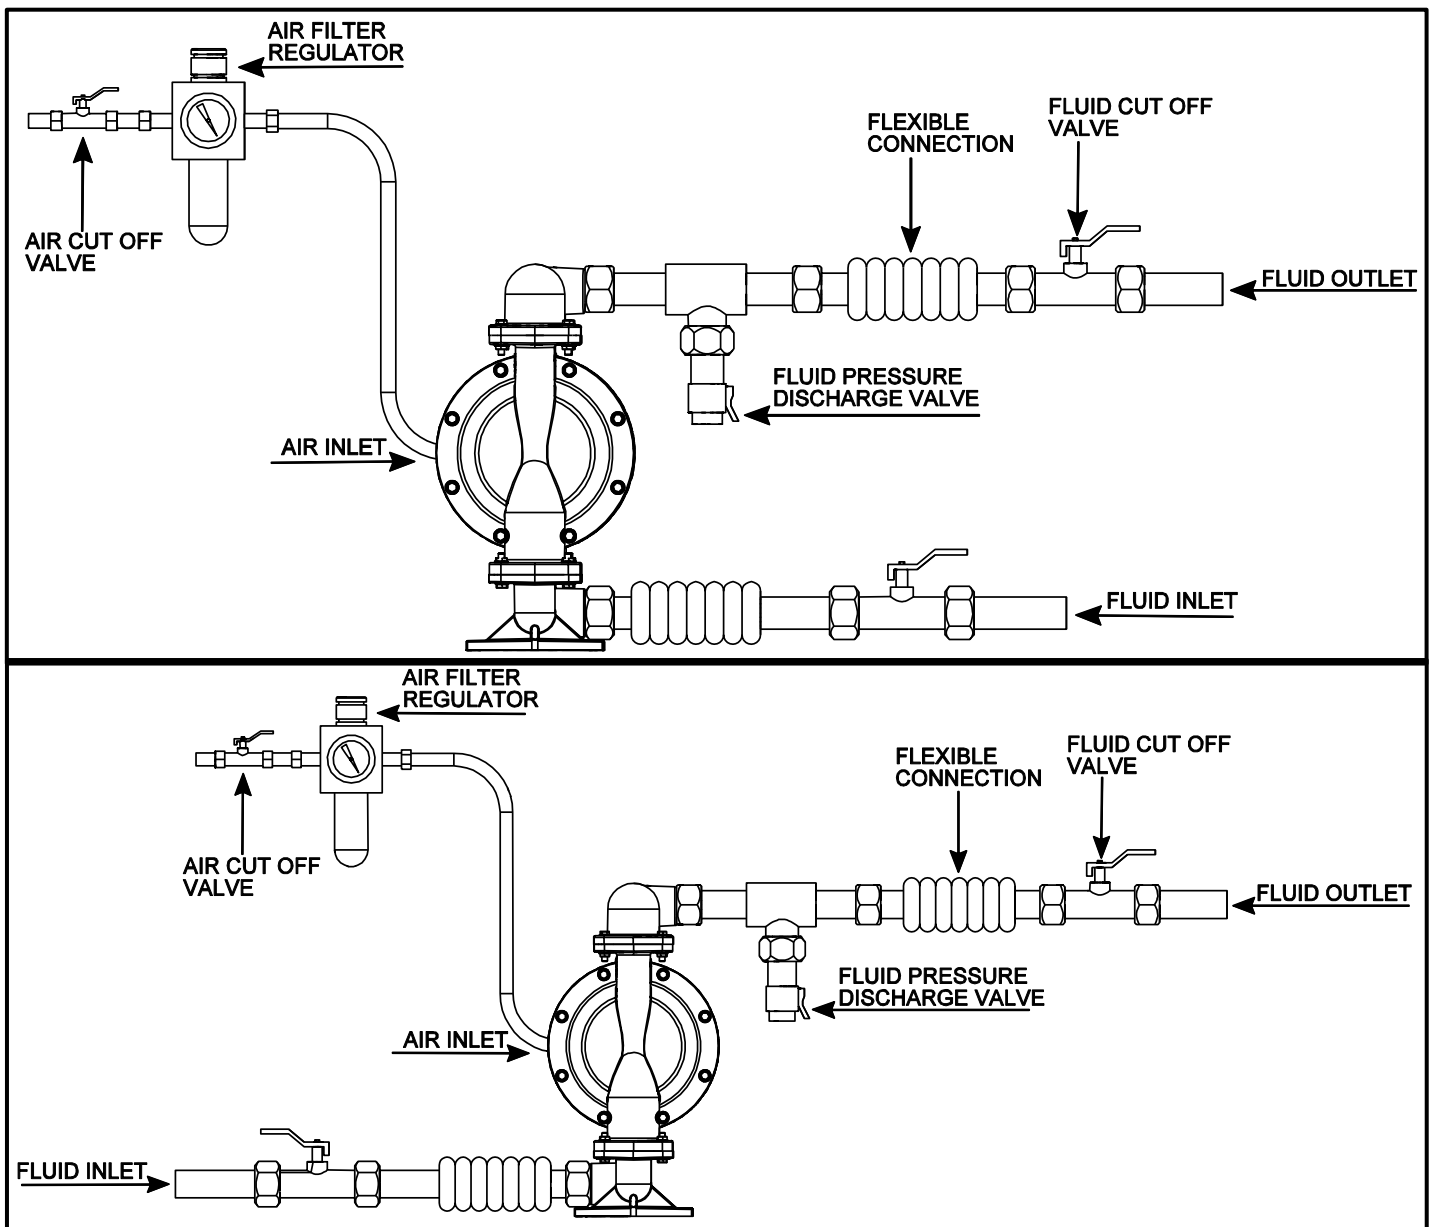 AIR FILTER
REGULATOR
FLEXIBLE
CONNECTION
FLUID CUT OFF
VALVE
AIR CUT OFF
VALVE
FLUID OUTLET
FLUID PRESSURE
DISCHARGE VALVE
AIR INLET
FLUID INLET
AIR FILTER
REGULATOR
FLEXIBLE
CONNECTION
FLUID CUT OFF
VALVE
AIR CUT OFF
VALVE
FLUID OUTLET
FLUID PRESSURE
DISCHARGE VALVE
AIR INLET
FLUID INLET